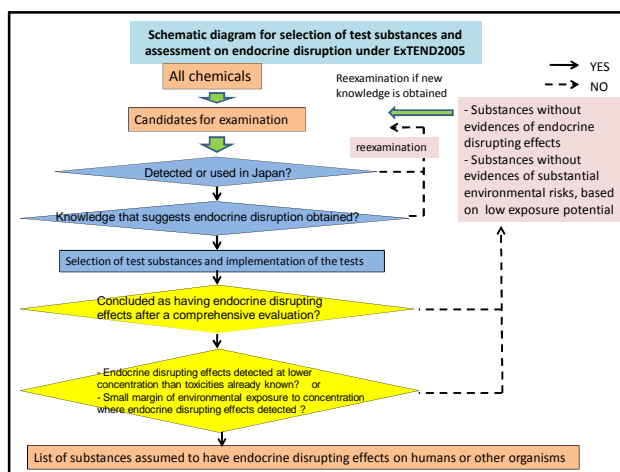 Schematic diagram for selection of test substances and
assessment on endocrine disruption under ExTEND2005
All chemicals
Candidates for examination
Detected or used in Japan?
Knowledge that suggests endocrine disruption obtained?
Selection of test substances and implementation of the tests
Concluded as having endocrine disrupting
effects after a comprehensive evaluation?
- Endocrine disrupting effects detected at lower
concentration than toxicities already known? or
- Small margin of environmental exposure to concentration
where endocrine disrupting effects detected ?
List of substances assumed to have endocrine disrupting effects on humans or other organisms
Reexamination if new
knowledge is obtained
reexamination
YES
NO
- Substances without
evidences of endocrine
disrupting effects
- Substances without
evidences of substantial
environmental risks, based
on low exposure potential